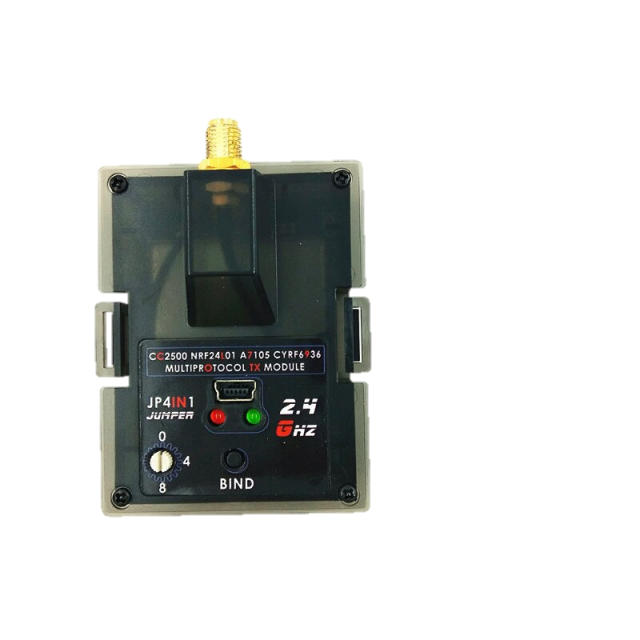 CC2500 NRF24L01 A7105 CYRF6936
MULTIPROTOCOL TX MODULE
JP4IN1
JUMPER
2.4
GHZ
0
4
8
BIND